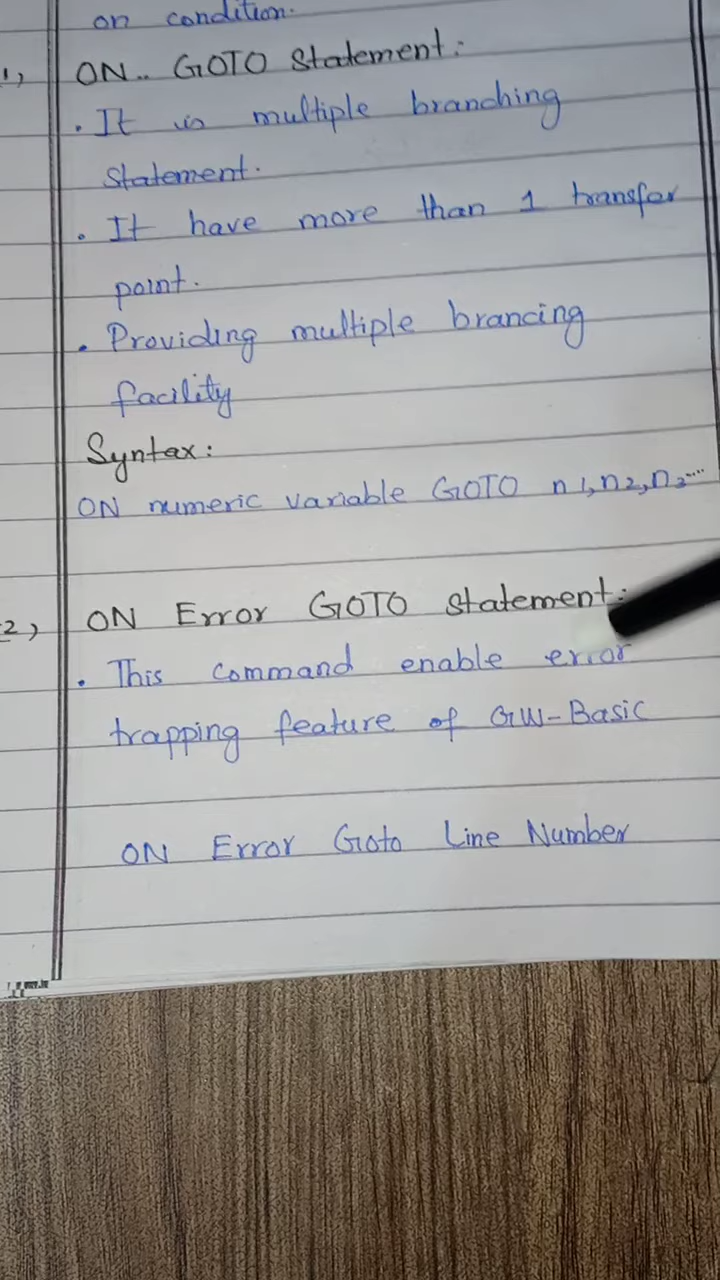 on condition.
1) ON.. GOTO Statement:
. It is multiple branching
Statement.
. It have more than 1 transfer
point.
. Providing multiple brancing
facility
Syntax:
ON numeric variable GOTO n1,n2,n3...
2) ON Error GOTO Statement:
. This Command enable error
trapping feature of GW-Basic
ON Error Goto Line Number